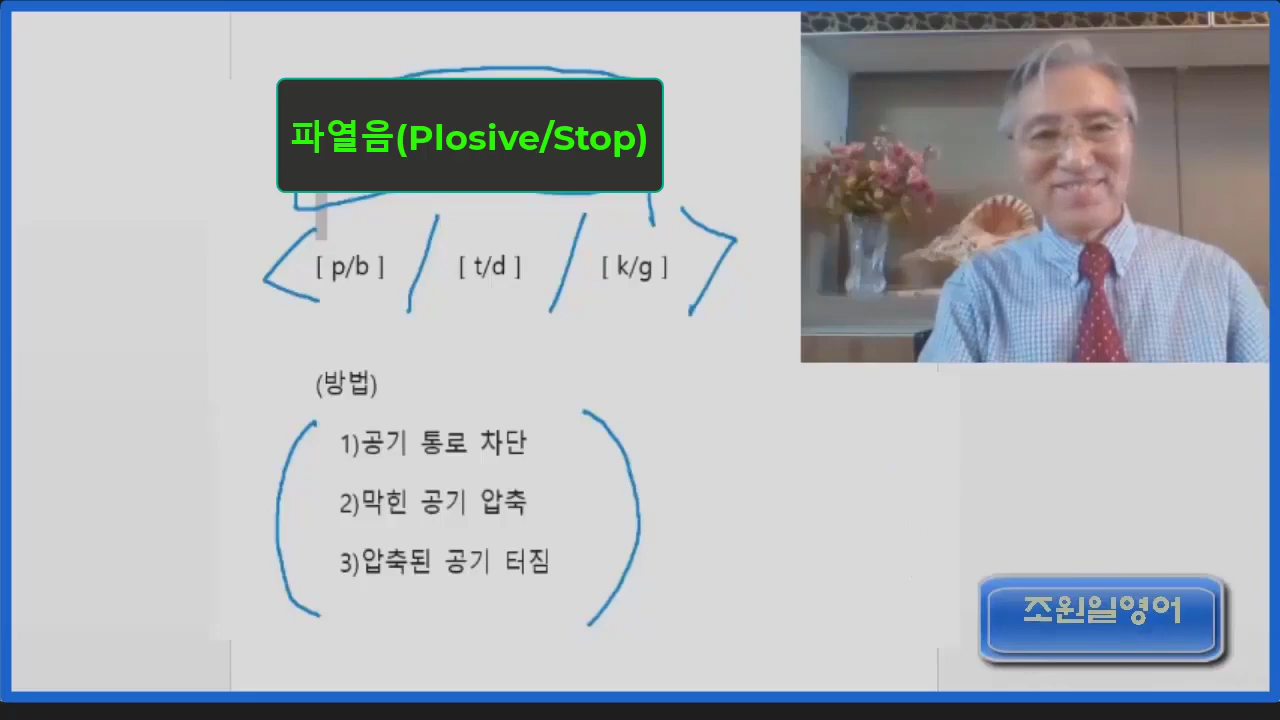 파열음(Plosive/Stop)
[ p/b ] [ t/d ] [ k/g ]
(방법)
1)공기 통로 차단
2)막힌 공기 압축
3)압축된 공기 터짐
조원일영어